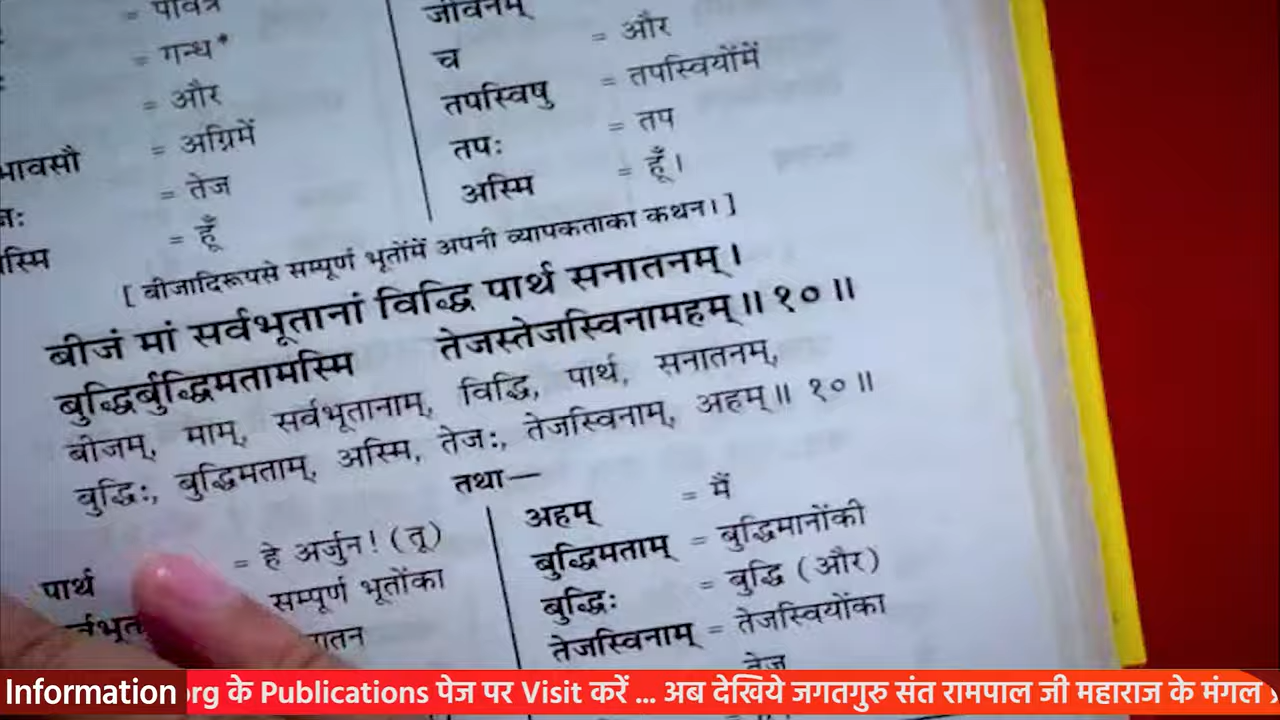 पवित्र
= गन्ध*
= और
भावसौ = अग्निमें
= तेज
स्मि = हूँ
जीवनम्
च = और
तपस्विषु = तपस्वियोंमें
तपः = तप
अस्मि = हूँ।
[ बीजादिरूपसे सम्पूर्ण भूतोंमें अपनी व्यापकताका कथन। ]
बीजं मां सर्वभूतानां विद्धि पार्थ सनातनम्।
बुद्धिर्बुद्धिमतामस्मि तेजस्तेजस्विनामहम्॥ १०॥
बीजम्, माम्, सर्वभूतानाम्, विद्धि, पार्थ, सनातनम्,
बुद्धिः, बुद्धिमताम्, अस्मि, तेजः, तेजस्विनाम्, अहम्॥ १०॥
तथा—
पार्थ = हे अर्जुन! (तू)
सम्पूर्ण भूतोंका
अहम् = मैं
बुद्धिमताम् = बुद्धिमानोंकी
बुद्धिः = बुद्धि (और)
तेजस्विनाम् = तेजस्वियोंका
तेज
Information org के Publications पेज पर Visit करें ... अब देखिये जगतगुरु संत रामपाल जी महाराज के मंगल